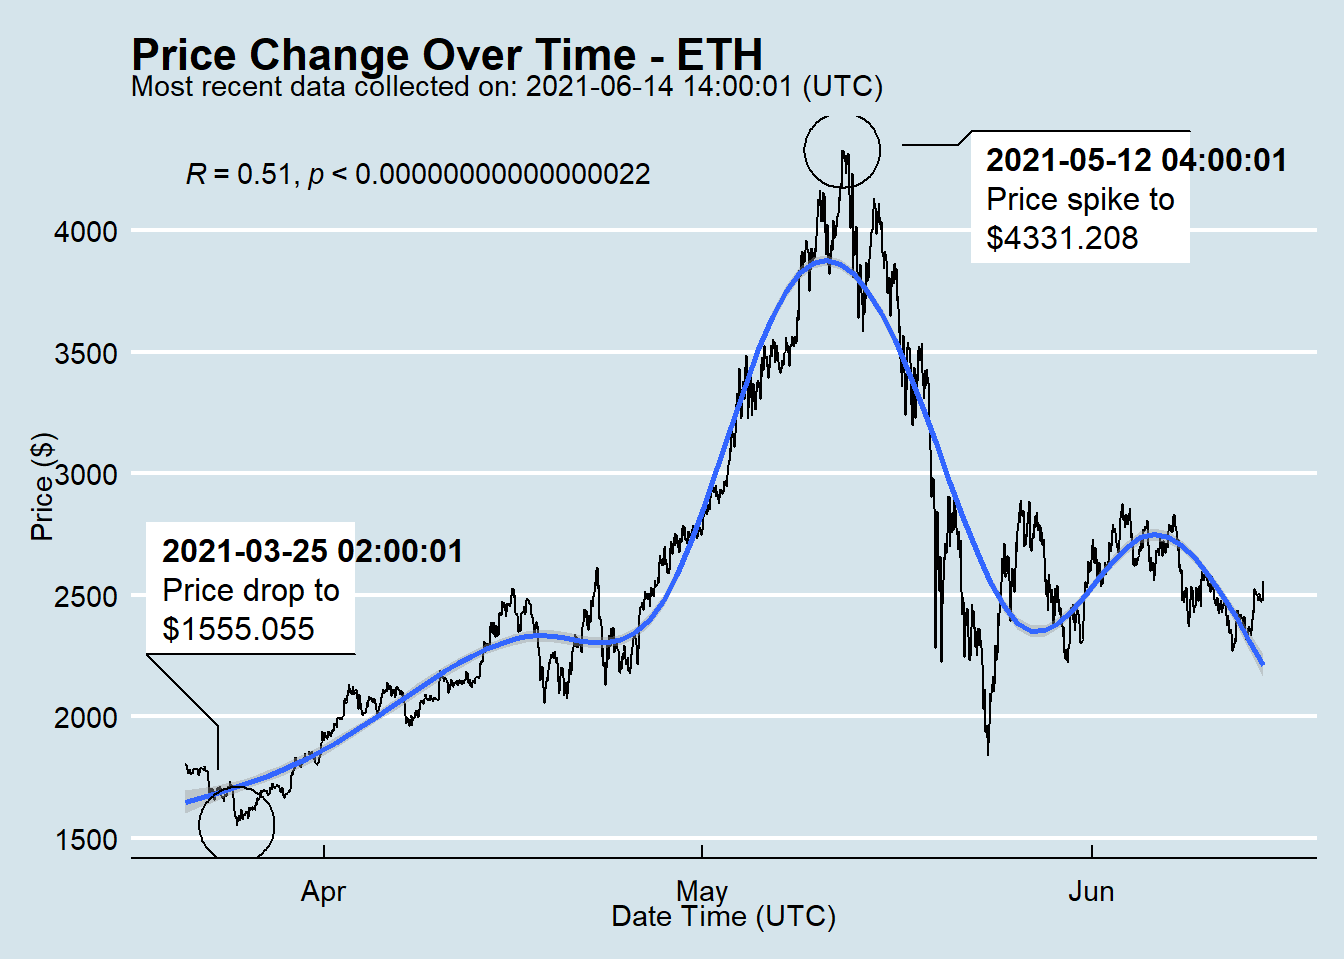 Price Change Over Time - ETH
Most recent data collected on: 2021-06-14 14:00:01 (UTC)
R = 0.51, p < 0.00000000000000022
2021-05-12 04:00:01
Price spike to
$4331.208
4000
3500
3000
2500
2000
1500
Price ($)
2021-03-25 02:00:01
Price drop to
$1555.055
Apr
May
Jun
Date Time (UTC)